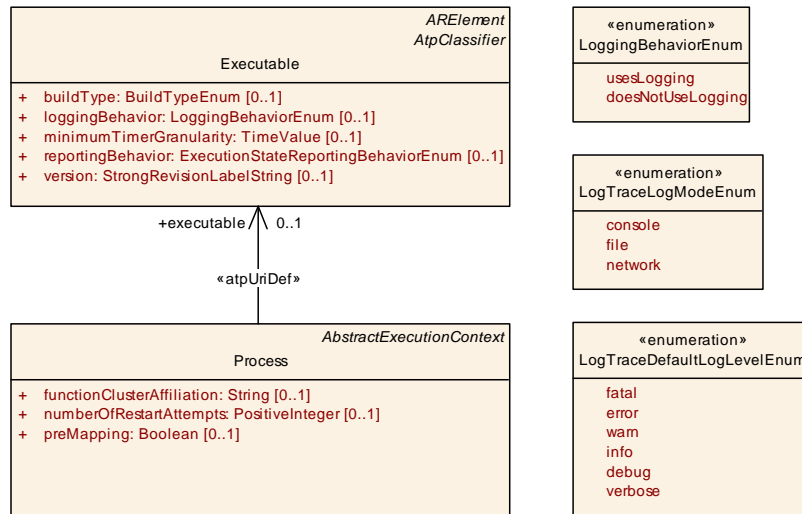 ARElement
AtpClassifier
Executable
+ buildType: BuildTypeEnum [0..1]
+ loggingBehavior: LoggingBehaviorEnum [0..1]
+ minimumTimerGranularity: TimeValue [0..1]
+ reportingBehavior: ExecutionStateReportingBehaviorEnum [0..1]
+ version: StrongRevisionLabelString [0..1]
+executable 0..1
«atpUriDef»
AbstractExecutionContext
Process
+ functionClusterAffiliation: String [0..1]
+ numberOfRestartAttempts: PositiveInteger [0..1]
+ preMapping: Boolean [0..1]
«enumeration»
LoggingBehaviorEnum
usesLogging
doesNotUseLogging
«enumeration»
LogTraceLogModeEnum
console
file
network
«enumeration»
LogTraceDefaultLogLevelEnum
fatal
error
warn
info
debug
verbose